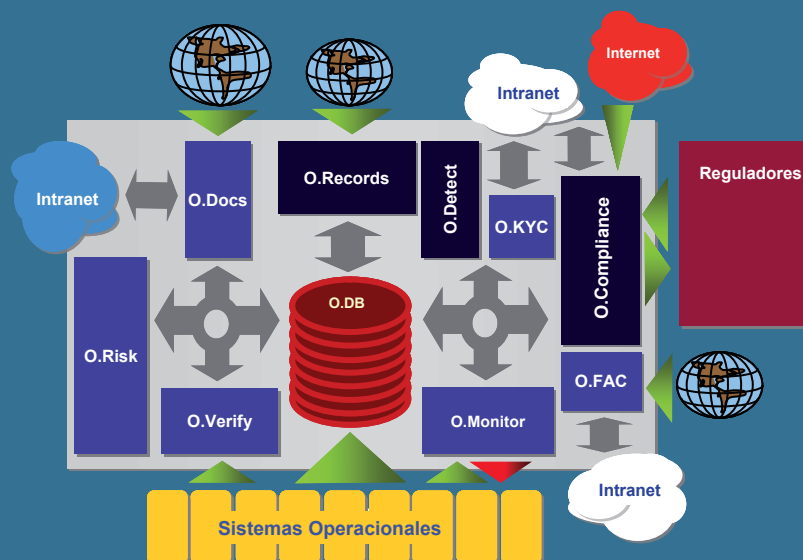 Internet
Intranet
Intranet
O.Docs
O.Records
O.Detect
O.KYC
O.Compliance
Reguladores
O.DB
O.Risk
O.FAC
O.Verify
O.Monitor
Intranet
Sistemas Operacionales